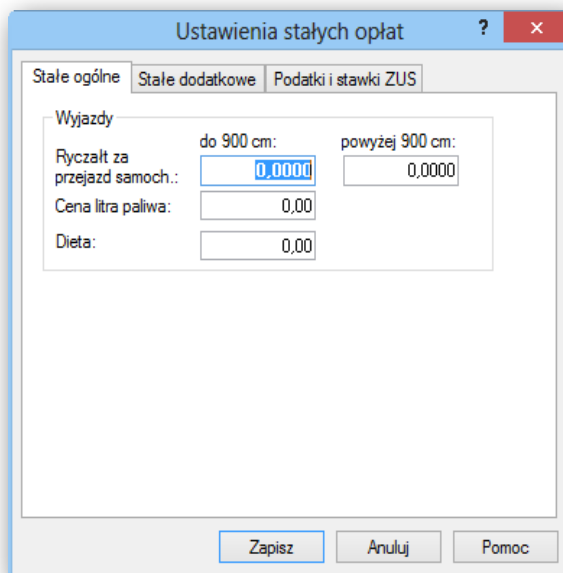 Ustawienia stałych opłat ?
Stałe ogólne Stałe dodatkowe Podatki i stawki ZUS
Wyjazdy
do 900 cm: powyżej 900 cm:
Ryczałt za
przejazd samoch.: 0,0000 0,0000
Cena litra paliwa: 0,00
Dieta: 0,00
Zapisz Anuluj Pomoc